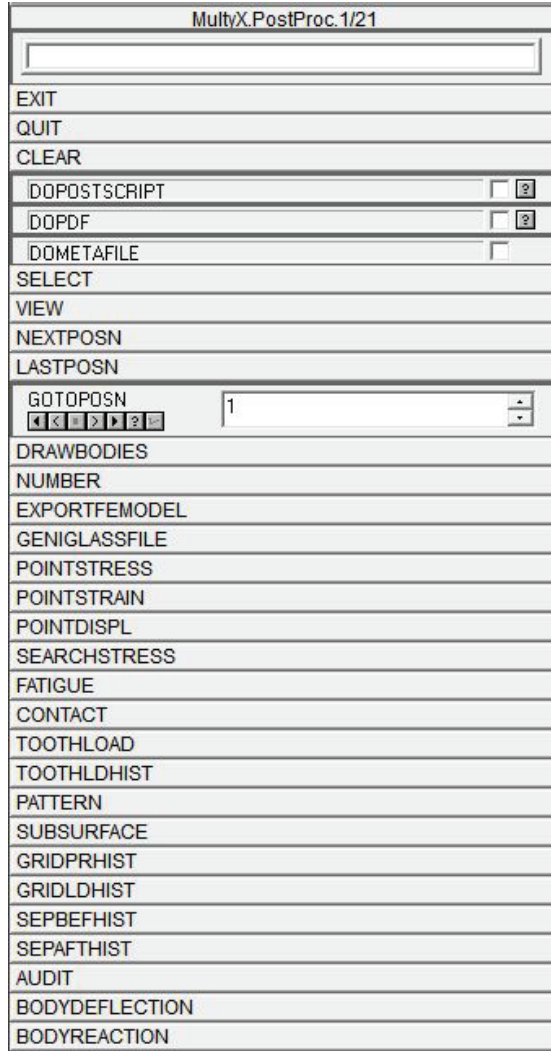 MultyX.PostProc.1/21
EXIT
QUIT
CLEAR
DOPOSTSCRIPT ?
DOPDF ?
DOMETAFILE
SELECT
VIEW
NEXTPOSN
LASTPOSN
GOTOPOSN 1
?
DRAWBODIES
NUMBER
EXPORTFEMODEL
GENIGLASSFILE
POINTSTRESS
POINTSTRAIN
POINTDISPL
SEARCHSTRESS
FATIGUE
CONTACT
TOOTHLOAD
TOOTHLDHIST
PATTERN
SUBSURFACE
GRIDPRHIST
GRIDLDHIST
SEPBEFHIST
SEPAFTHIST
AUDIT
BODYDEFLECTION
BODYREACTION